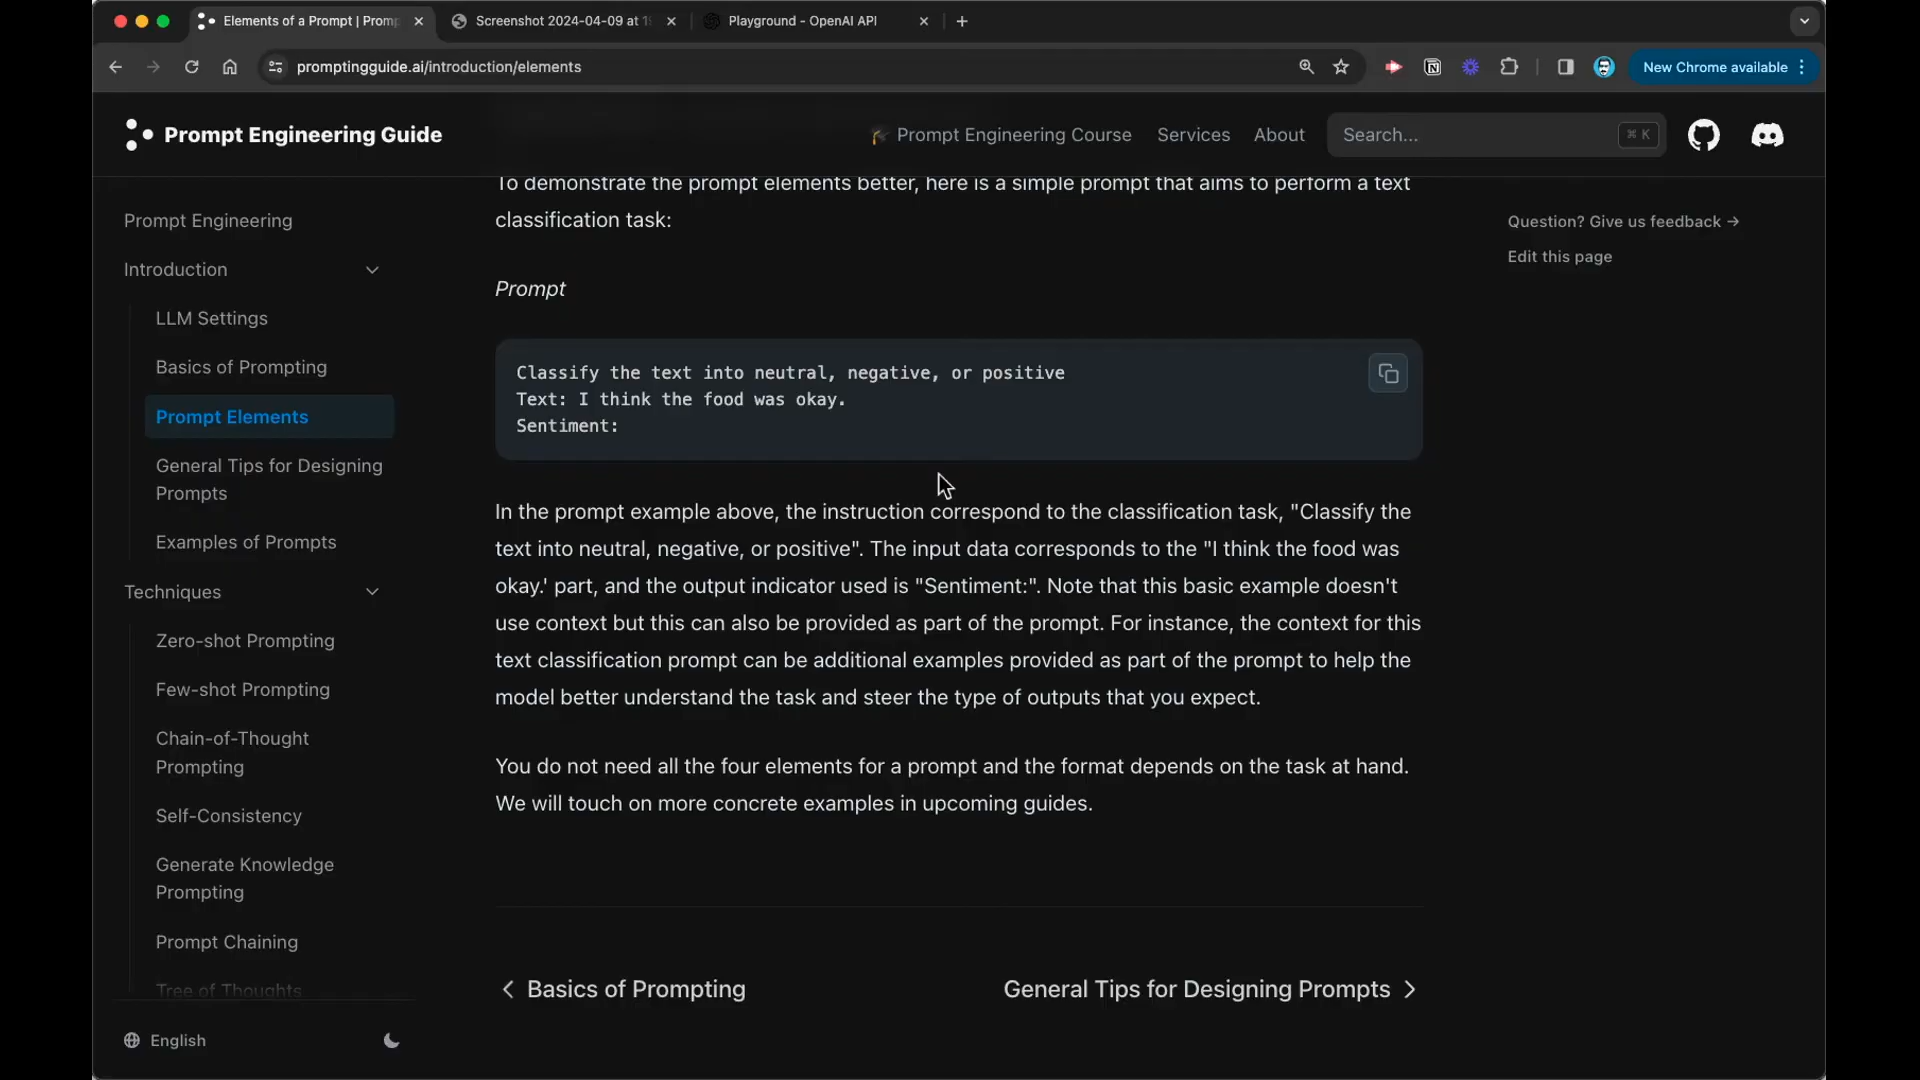 Elements of a Prompt | Promp
Screenshot 2024-04-09 at 1
Playground - OpenAI API
promptingguide.ai/introduction/elements
New Chrome available
Prompt Engineering Guide
Prompt Engineering Course
Services
About
Search...
⌘ K
Prompt Engineering
Introduction
LLM Settings
Basics of Prompting
Prompt Elements
General Tips for Designing
Prompts
Examples of Prompts
Techniques
Zero-shot Prompting
Few-shot Prompting
Chain-of-Thought
Prompting
Self-Consistency
Generate Knowledge
Prompting
Prompt Chaining
Tree of Thoughts
English
To demonstrate the prompt elements better, here is a simple prompt that aims to perform a text
classification task:
Prompt
Classify the text into neutral, negative, or positive
Text: I think the food was okay.
Sentiment:
In the prompt example above, the instruction correspond to the classification task, "Classify the
text into neutral, negative, or positive". The input data corresponds to the "I think the food was
okay.' part, and the output indicator used is "Sentiment:". Note that this basic example doesn't
use context but this can also be provided as part of the prompt. For instance, the context for this
text classification prompt can be additional examples provided as part of the prompt to help the
model better understand the task and steer the type of outputs that you expect.
You do not need all the four elements for a prompt and the format depends on the task at hand.
We will touch on more concrete examples in upcoming guides.
Basics of Prompting
General Tips for Designing Prompts
Question? Give us feedback →
Edit this page